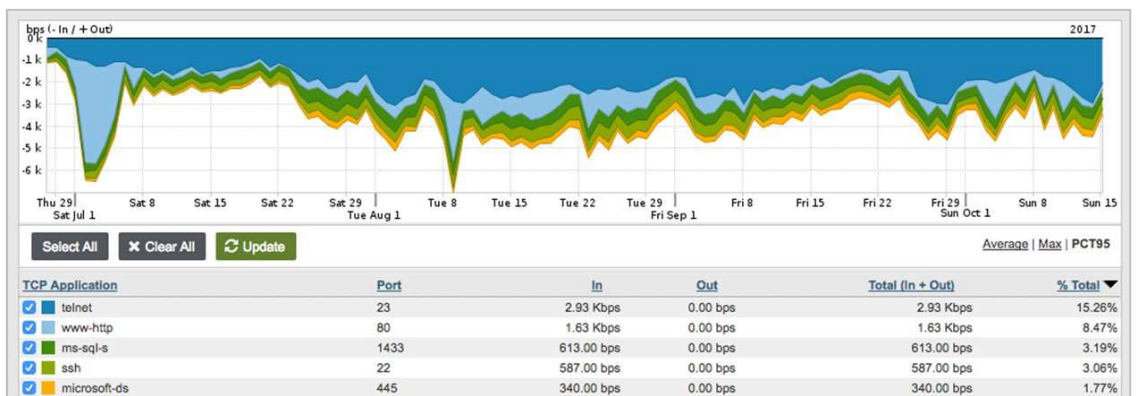 bps (- In / + Out) 2017
0 k
-1 k
-2 k
-3 k
-4 k
-5 k
-6 k
Thu 29 Sat 8 Sat 15 Sat 22 Sat 29 Tue 8 Tue 15 Tue 22 Tue 29 Fri 8 Fri 15 Fri 22 Fri 29 Sun 8 Sun 15
Sat Jul 1 Tue Aug 1 Fri Sep 1 Sun Oct 1
Select All Clear All Update Average | Max | PCT95
TCP Application Port In Out Total (In + Out) % Total
telnet 23 2.93 Kbps 0.00 bps 2.93 Kbps 15.26%
www-http 80 1.63 Kbps 0.00 bps 1.63 Kbps 8.47%
ms-sql-s 1433 613.00 bps 0.00 bps 613.00 bps 3.19%
ssh 22 587.00 bps 0.00 bps 587.00 bps 3.06%
microsoft-ds 445 340.00 bps 0.00 bps 340.00 bps 1.77%